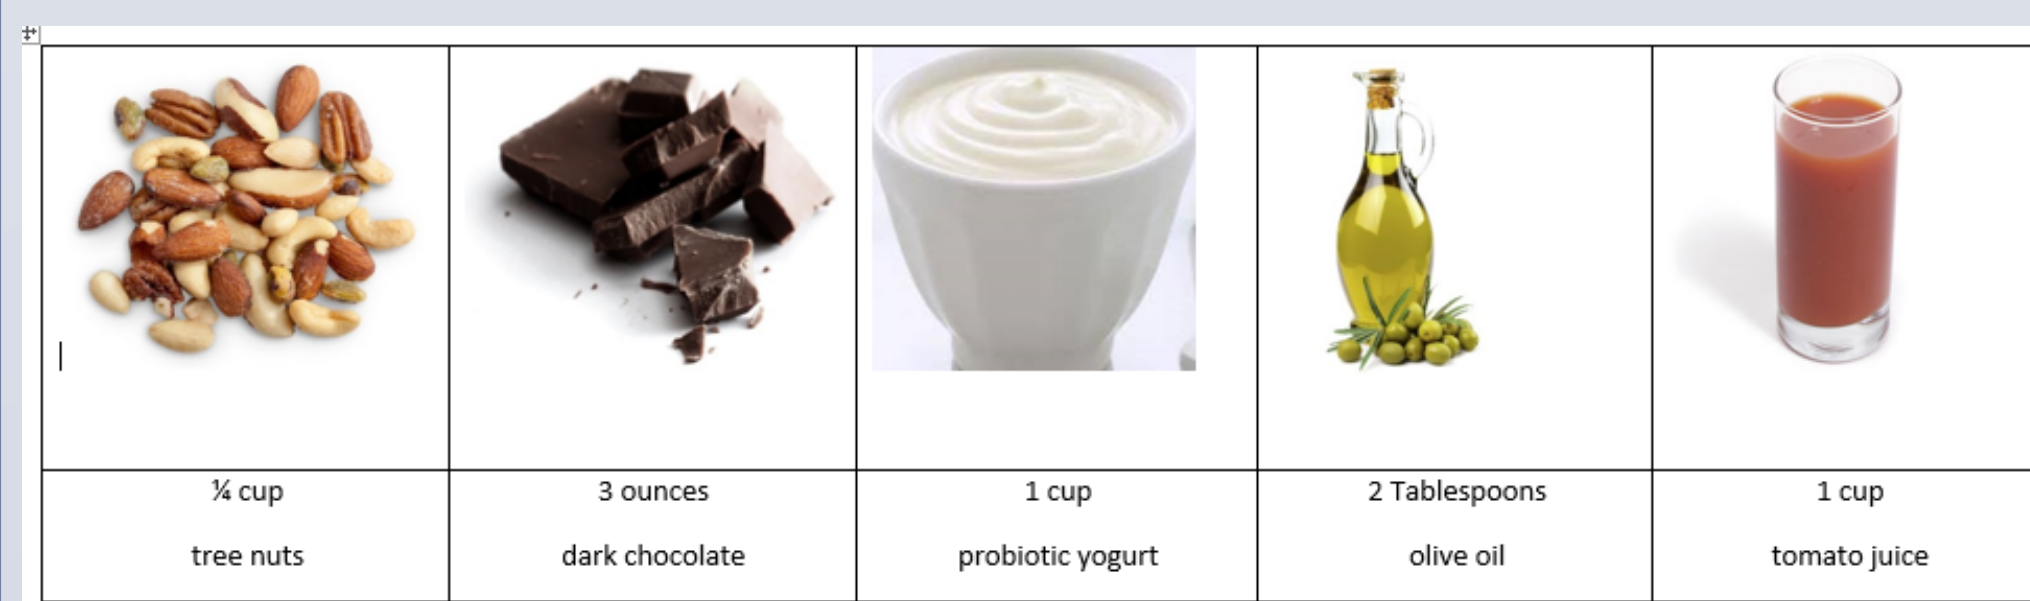 ¼ cup
tree nuts
3 ounces
dark chocolate
1 cup
probiotic yogurt
2 Tablespoons
olive oil
1 cup
tomato juice